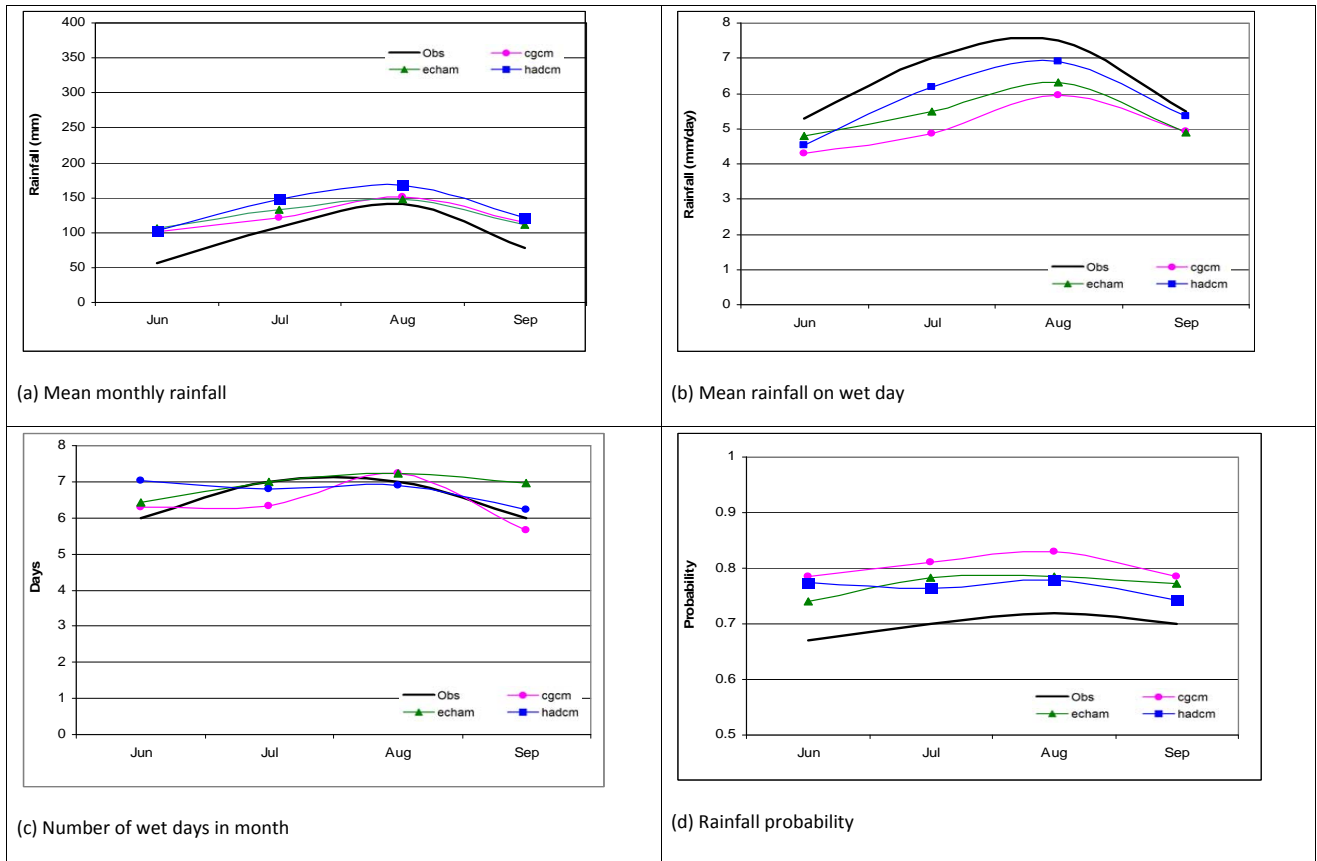 400
350
300
250
200
150
100
50
0
Rainfall (mm)
Obs cgcm
echam hadcm
Jun Jul Aug Sep
(a) Mean monthly rainfall
8
7
6
5
4
3
2
1
0
Rainfall (mm/day)
Obs cgcm
echam hadcm
Jun Jul Aug Sep
(b) Mean rainfall on wet day
8
7
6
5
4
3
2
1
0
Days
Obs cgcm
echam hadcm
Jun Jul Aug Sep
(c) Number of wet days in month
1
0.9
0.8
0.7
0.6
0.5
Probability
Obs cgcm
echam hadcm
Jun Jul Aug Sep
(d) Rainfall probability